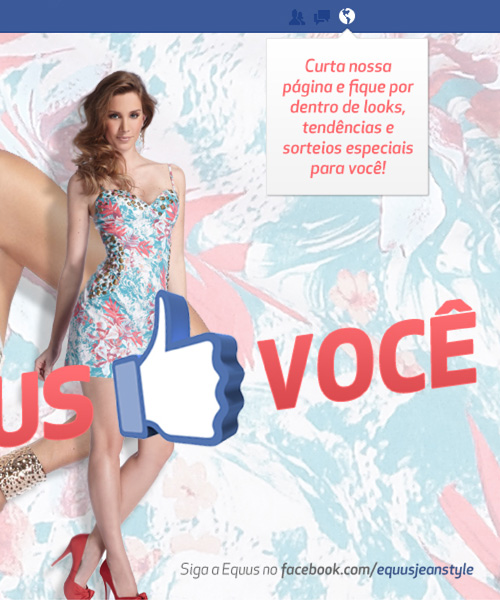 Curta nossa
página e fique por
dentro de looks,
tendências e
sorteios especiais
para você!
US VOCÊ
Siga a Equus no facebook.com/equusjeanstyle